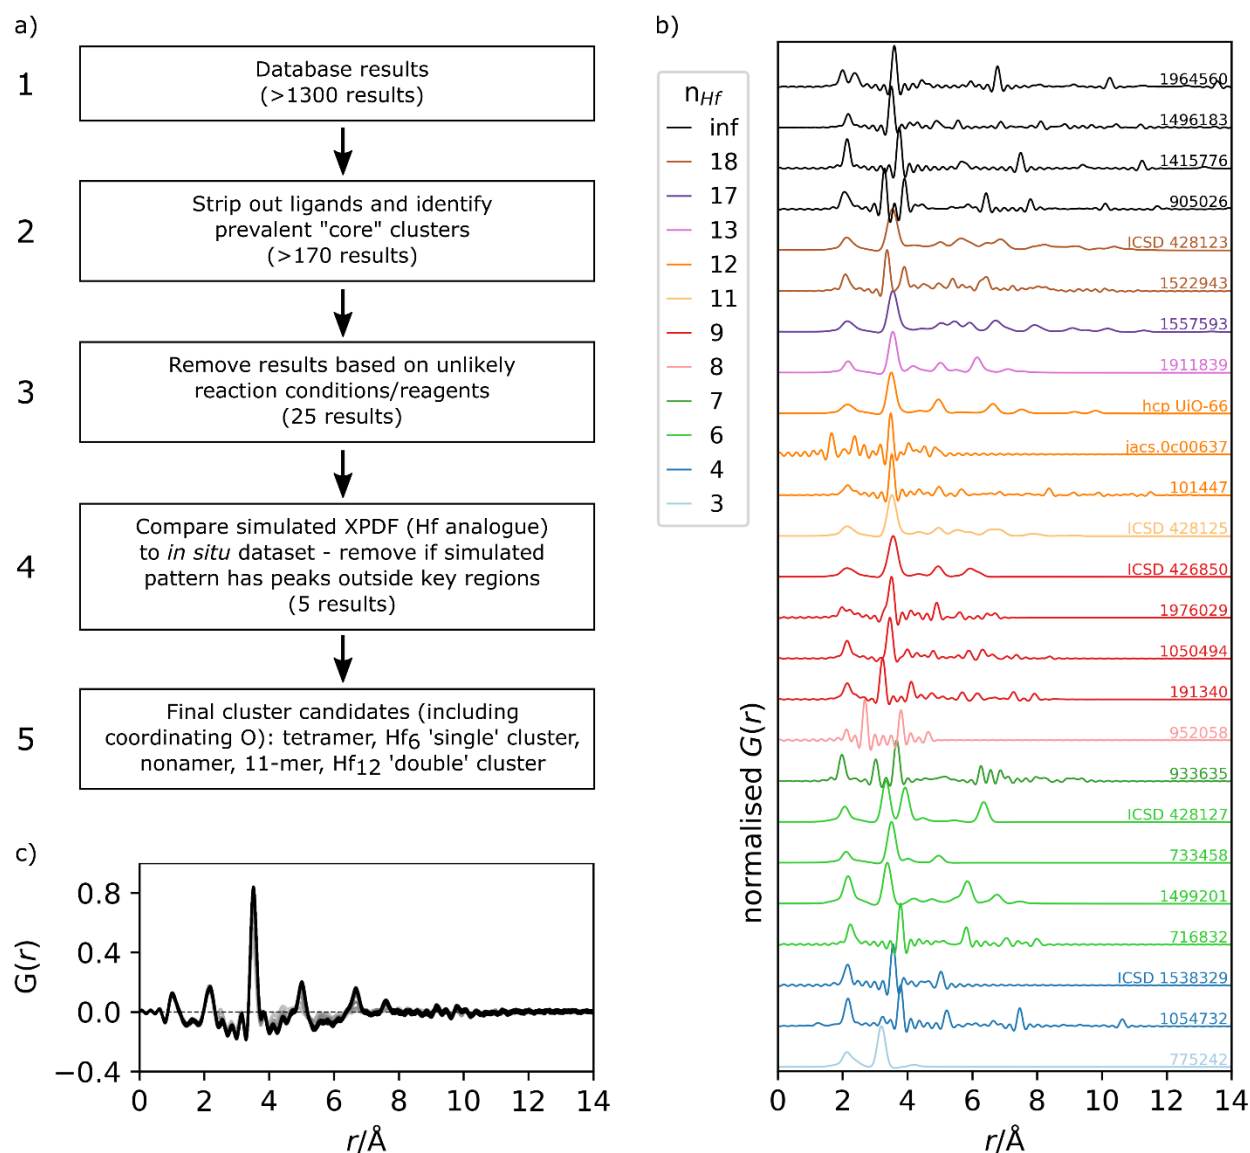 a)
1
Database results
(>1300 results)
2
Strip out ligands and identify
prevalent "core" clusters
(>170 results)
3
Remove results based on unlikely
reaction conditions/reagents
(25 results)
4
Compare simulated XPDF (Hf analogue)
to in situ dataset - remove if simulated
pattern has peaks outside key regions
(5 results)
5
Final cluster candidates (including
coordinating O): tetramer, Hf6 'single' cluster,
nonamer, 11-mer, Hf12 'double' cluster
b)
nHf
inf
18
17
13
12
11
9
8
7
6
4
3
1964560
1496183
1415776
905026
ICSD 428123
1522943
1557593
1911839
hcp UiO-66
jacs.0c00637
101447
ICSD 428125
ICSD 426850
1976029
1050494
191340
952058
933635
ICSD 428127
733458
1499201
716832
ICSD 1538329
1054732
775242
normalised G(r)
0 2 4 6 8 10 12 14
r/Å
c)
0.8
0.4
0.0
−0.4
G(r)
0 2 4 6 8 10 12 14
r/Å